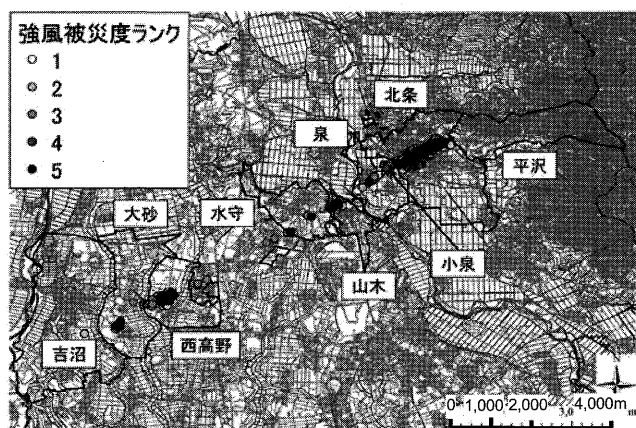 強風被災度ランク
1
2
3
4
5
北条
泉
平沢
大砂
水守
小泉
山木
吉沼
西高野
0 1,000 2,000 4,000m
3,0 m